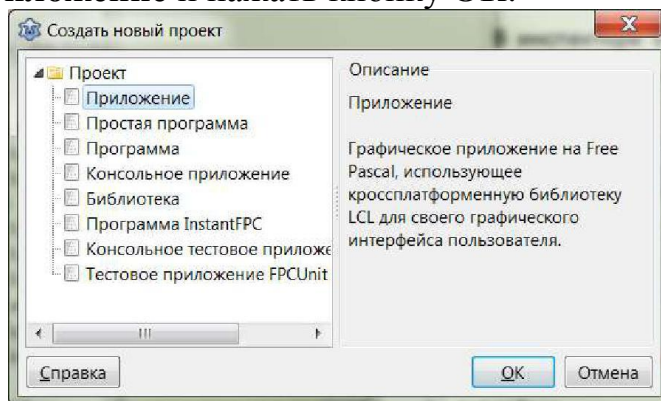 Создать новый проект
Проект
Приложение
Простая программа
Программа
Консольное приложение
Библиотека
Программа InstantFPC
Консольное тестовое приложе
Тестовое приложение FPCUnit
Описание
Приложение
Графическое приложение на Free
Pascal, использующее
кроссплатформенную библиотеку
LCL для своего графического
интерфейса пользователя.
Справка
OK
Отмена